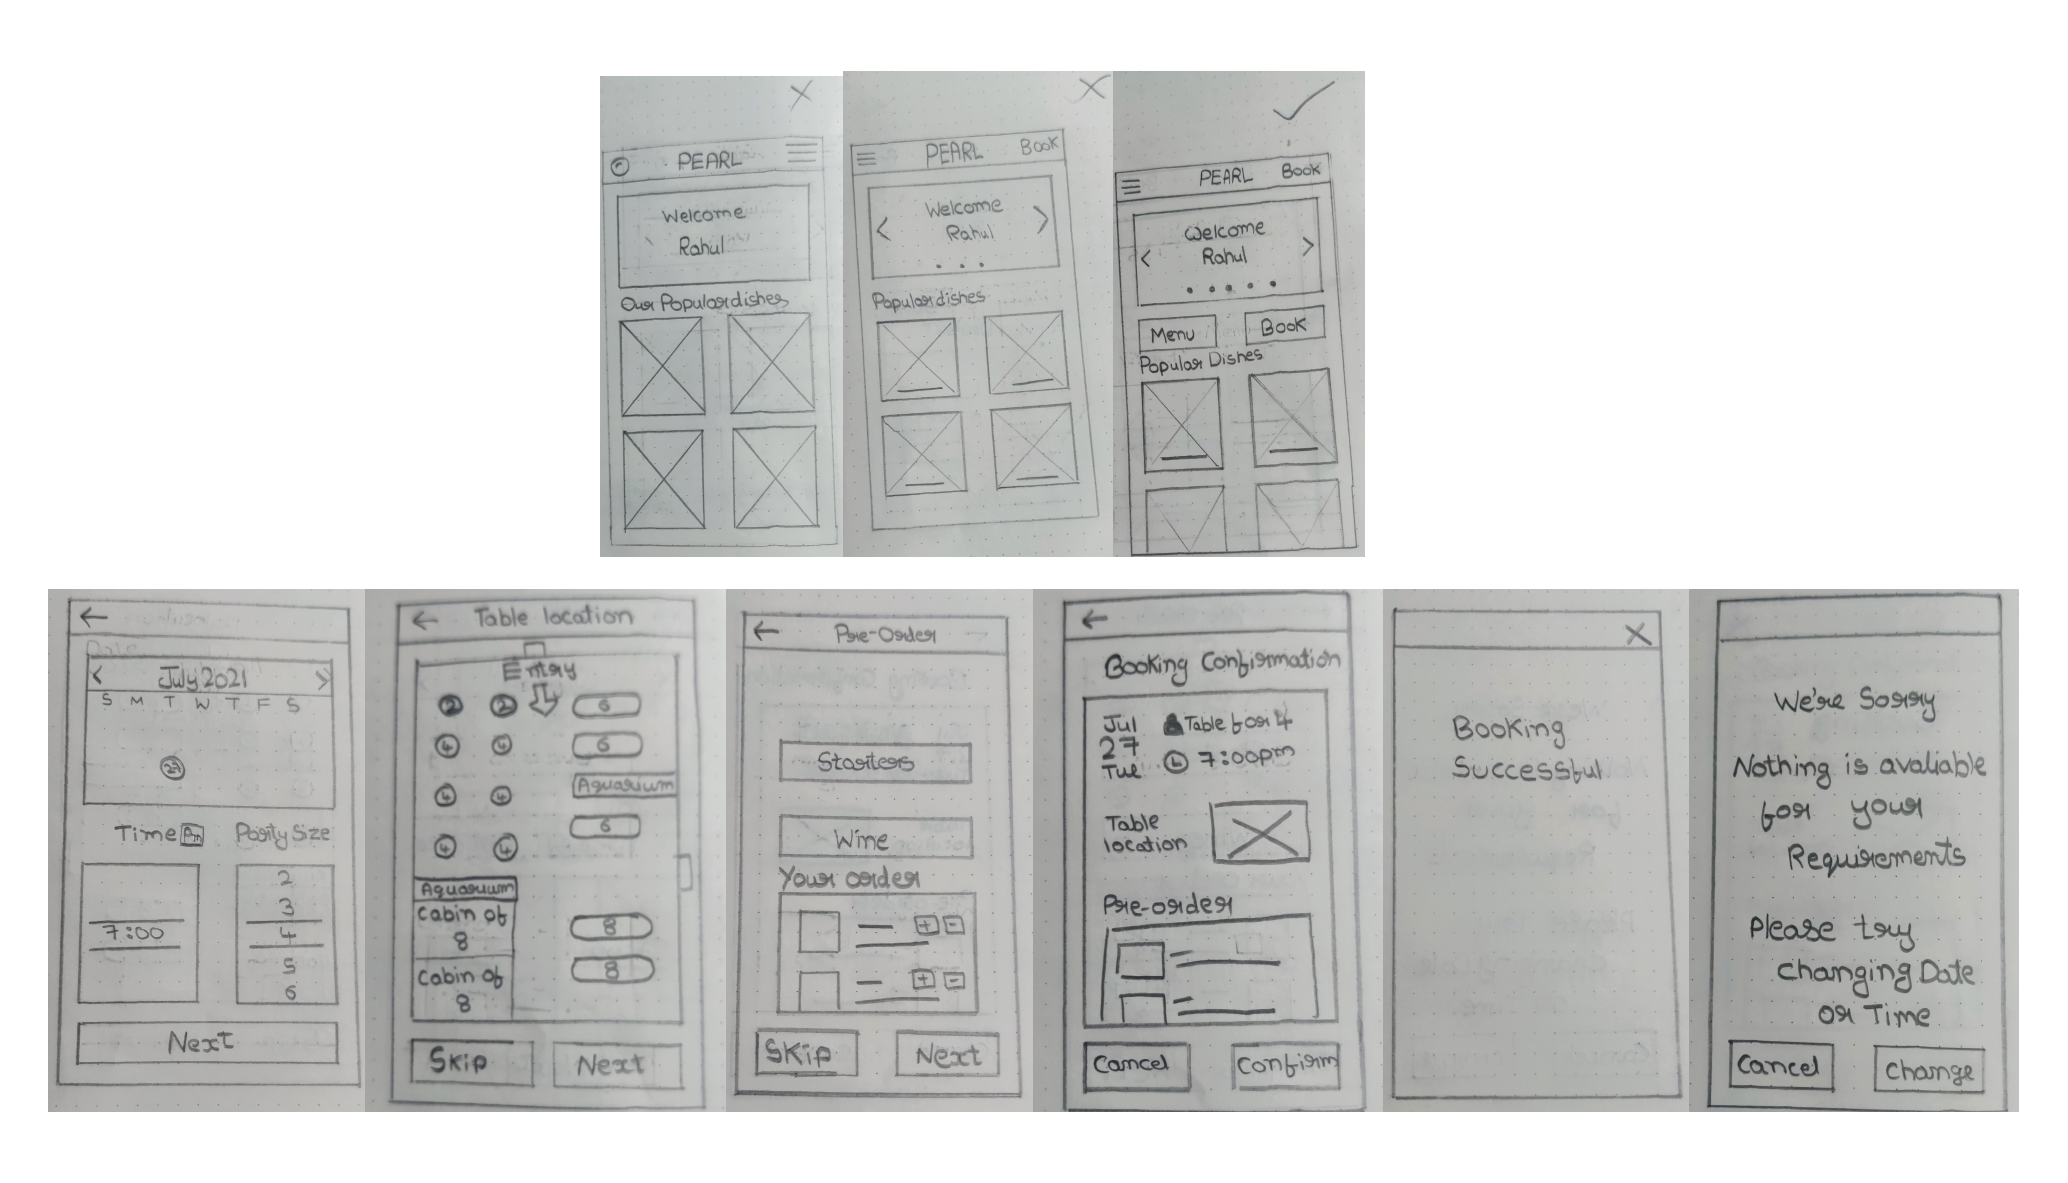 PEARL
Welcome
Rahul
Our Popular dishes
PEARL Book
Welcome
Rahul
Popular dishes
PEARL Book
Welcome
Rahul
Menu Book
Popular Dishes
July 2021
S M T W T F S
27
Time Pm Party Size
2
3
7:00 4
5
6
Next
Table location
Entry
2 2 6
4 4 6
Aquarium
4 4
6
4 4
Aquarium
Cabin of
8 8
Cabin of 8
8
Skip Next
Pre-Order
Starters
Wine
Your order
+ -
+ -
Skip Next
Booking Confirmation
Jul Table for 4
27 7:00pm
Tue
Table
location
Pre-order
Cancel Confirm
X
Booking
Successful
We're Sorry
Nothing is avaliable
for your
Requirements
Please try
changing Date
or Time
Cancel Change